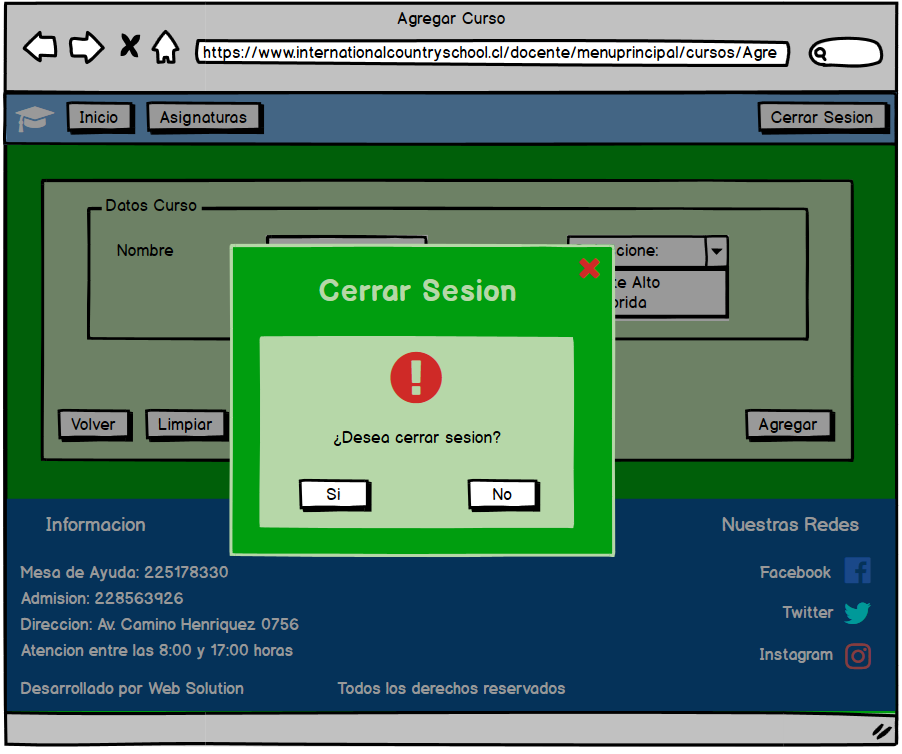 Agregar Curso
https://www.internationalcountryschool.cl/docente/menuprincipal/cursos/Agre
Inicio
Asignaturas
Cerrar Sesion
Datos Curso
Nombre
cione:
te Alto
orida
Cerrar Sesion
¿Desea cerrar sesion?
Si
No
Volver
Limpiar
Agregar
Informacion
Mesa de Ayuda: 225178330
Admision: 228563926
Direccion: Av. Camino Henriquez 0756
Atencion entre las 8:00 y 17:00 horas
Desarrollado por Web Solution
Todos los derechos reservados
Nuestras Redes
Facebook
Twitter
Instagram